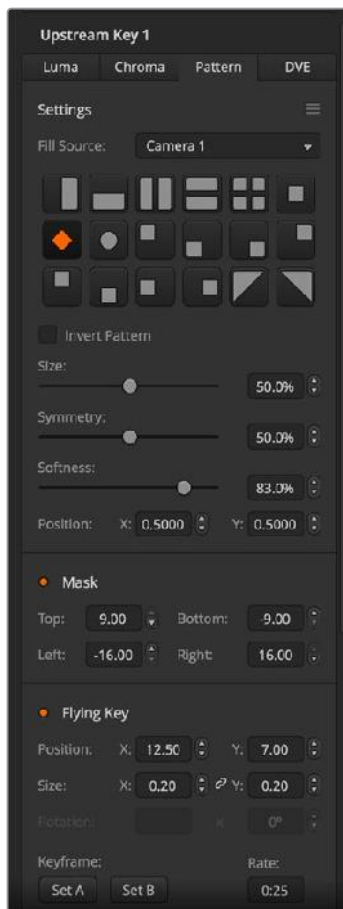 Upstream Key 1
Luma Chroma Pattern DVE
Settings
Fill Source: Camera 1
Invert Pattern
Size:
50.0%
Symmetry:
50.0%
Softness:
83.0%
Position: X: 0.5000 Y: 0.5000
Mask
Top: 9.00 Bottom: -9.00
Left: -16.00 Right: 16.00
Flying Key
Position: X: 12.50 Y: 7.00
Size: X: 0.20 Y: 0.20
Rotation: x 0°
Keyframe: Rate:
Set A Set B 0:25